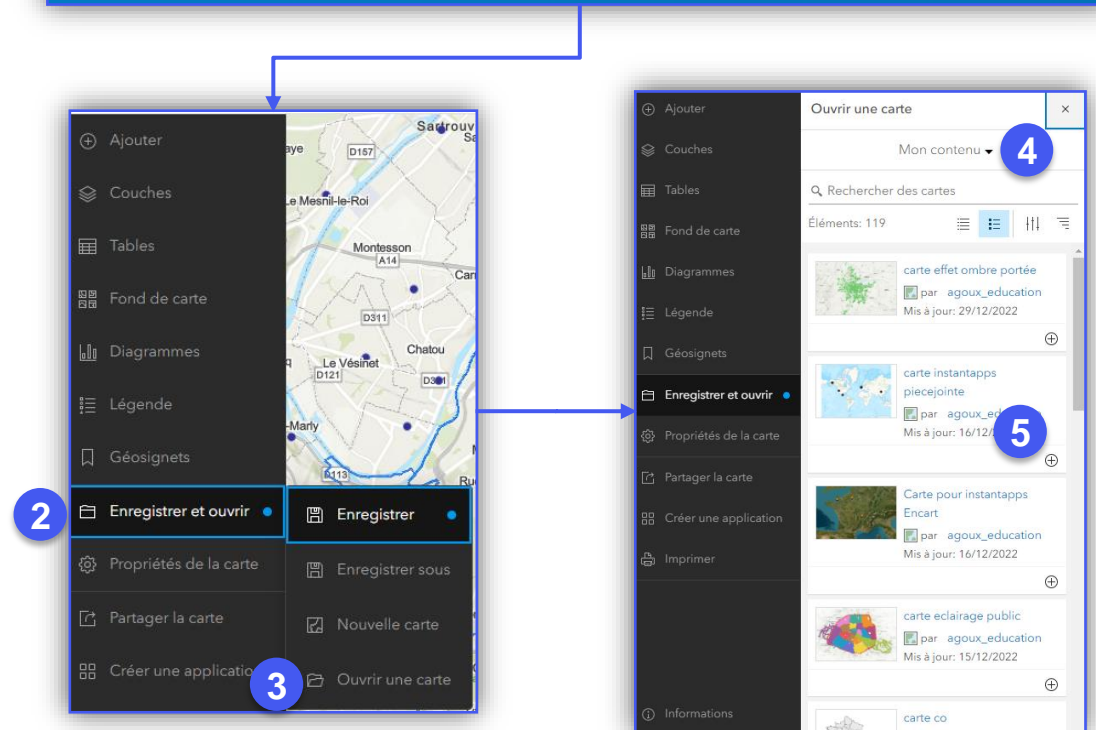 Ajouter
Couches
Tables
Fond de carte
Diagrammes
Légende
Géosignets
2
Enregistrer et ouvrir
Propriétés de la carte
Partager la carte
Créer une application
Enregistrer
Enregistrer sous
Nouvelle carte
3
Ouvrir une carte
D157
Le Mesnil-le-Roi
Montesson
A14
D311
Chatou
Le Vésinet
D121
D113
Ajouter
Couches
Tables
Fond de carte
Diagrammes
Légende
Géosignets
Enregistrer et ouvrir
Propriétés de la carte
Partager la carte
Créer une application
Imprimer
Informations
Ouvrir une carte
×
Mon contenu
4
Rechercher des cartes
Éléments: 119
carte effet ombre portée
par agoux_education
Mis à jour: 29/12/2022
carte instantapps
piecejointe
par agoux_education
Mis à jour: 16/12/
5
Carte pour instantapps
Encart
par agoux_education
Mis à jour: 16/12/2022
carte eclairage public
par agoux_education
Mis à jour: 15/12/2022
carte co